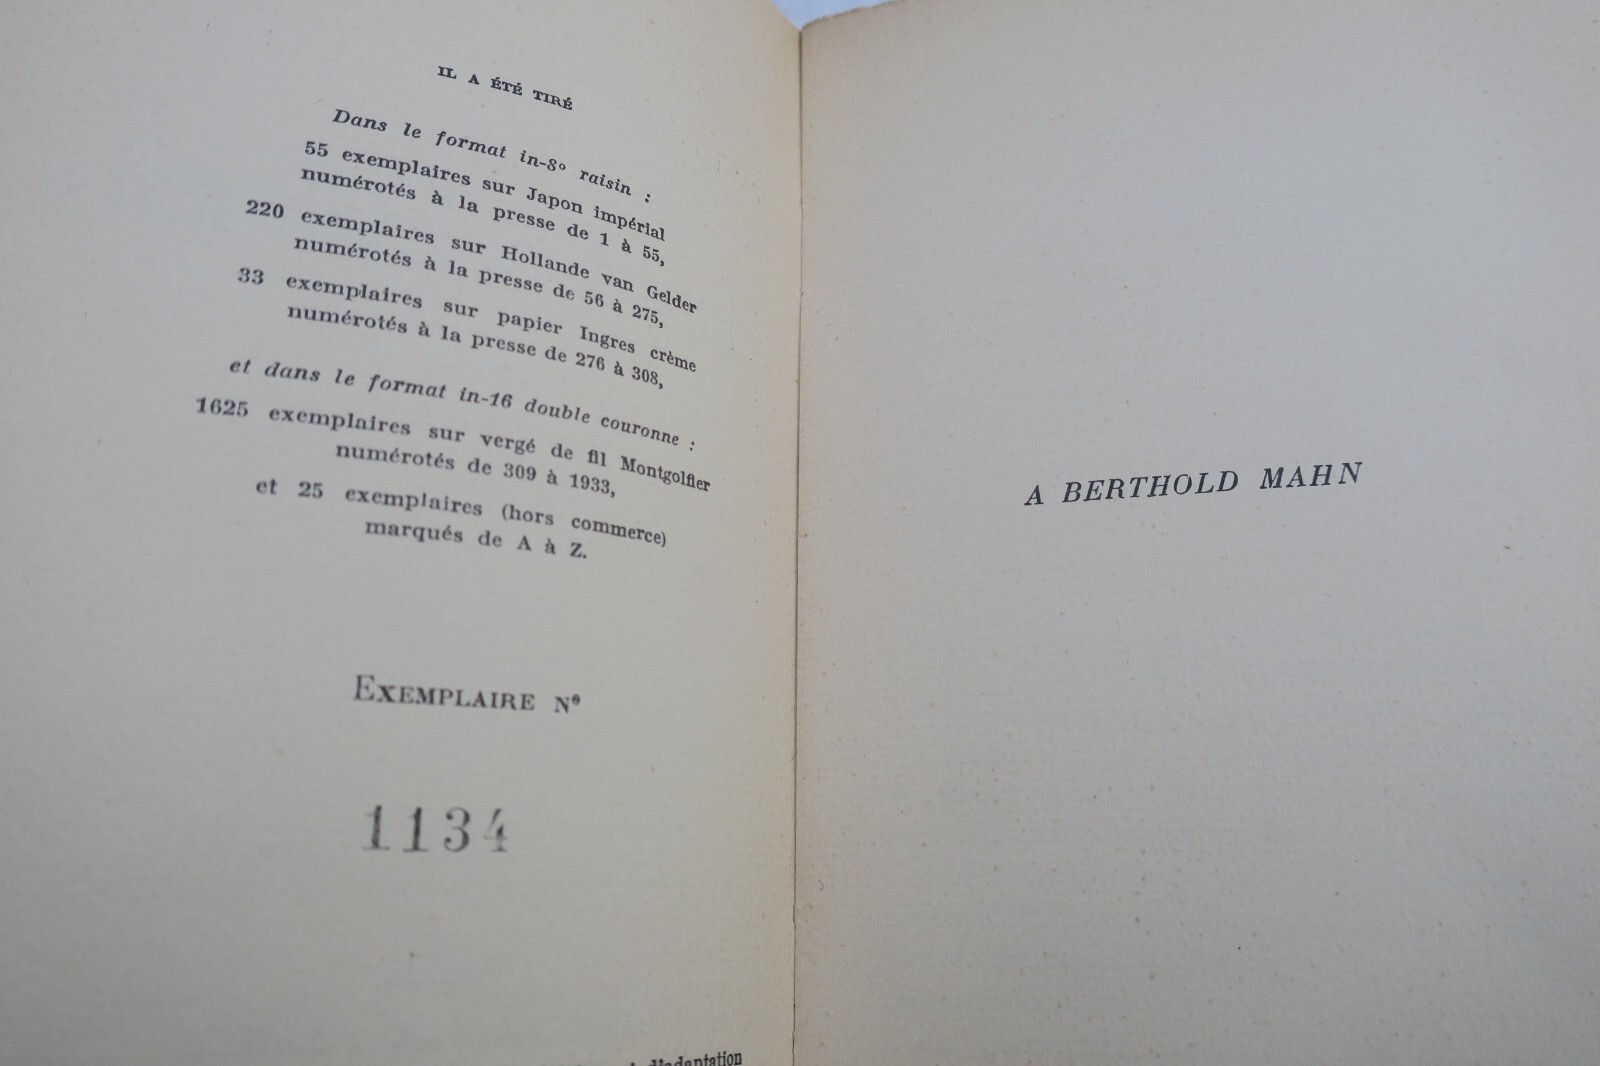 IL A ÉTÉ TIRÉ
Dans le format in-8º raisin :
55 exemplaires sur Japon impérial
numérotés à la presse de 1 à 55,
220 exemplaires sur Hollande van Gelder
numérotés à la presse de 56 à 275,
33 exemplaires sur papier Ingres crème
numérotés à la presse de 276 à 308,
et dans le format in-16 double couronne :
1625 exemplaires sur vergé de fil Montgolfier
numérotés de 309 à 1933,
et 25 exemplaires (hors commerce)
marqués de A à Z.
EXEMPLAIRE Nº
1134
d'adaptation
A BERTHOLD MAHN